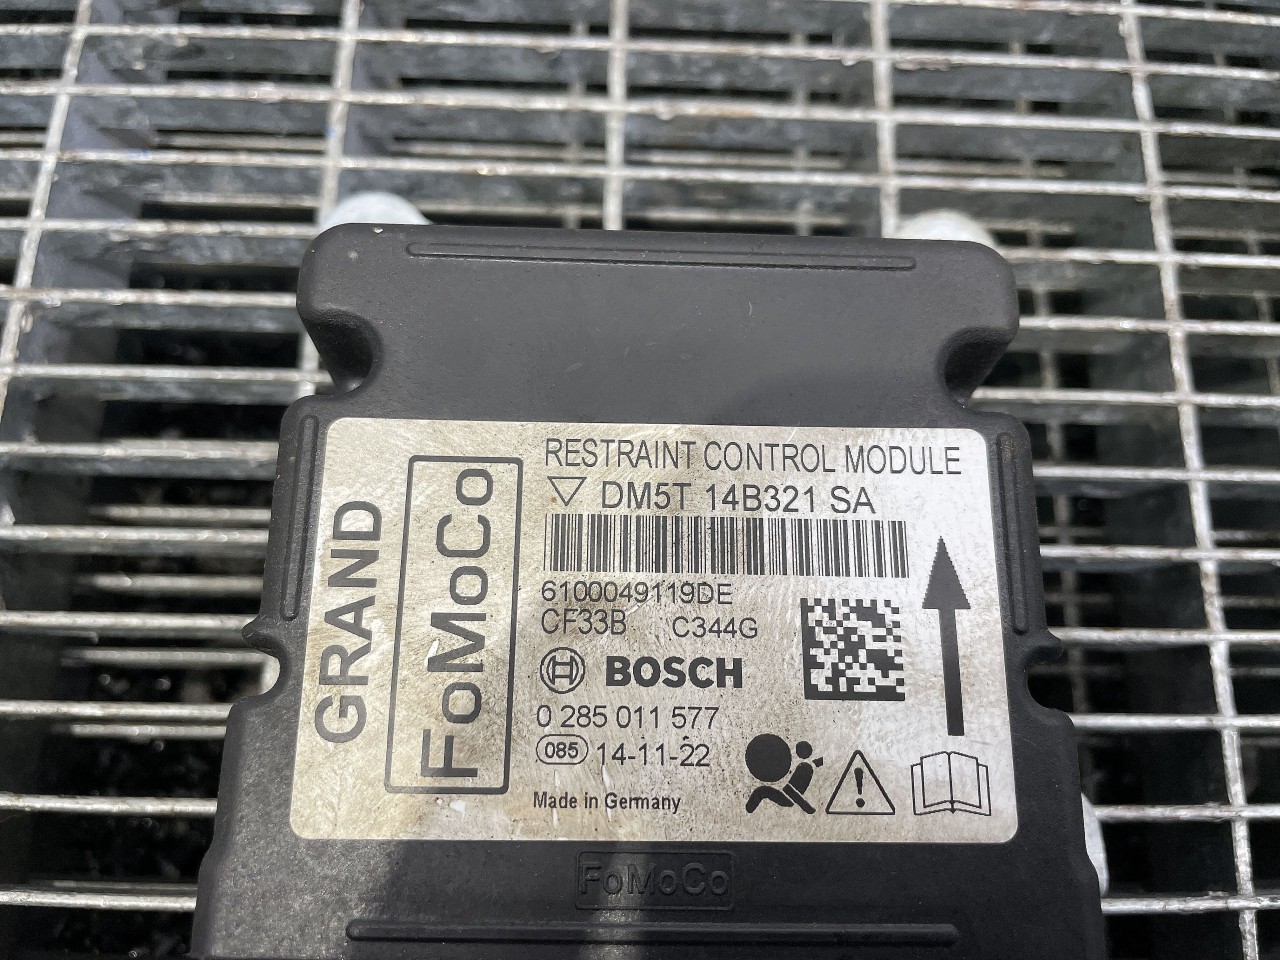 RESTRAINT CONTROL MODULE
DM5T 14B321 SA
6100049119DE
CF33B C344G
BOSCH
0 285 011 577
085 14-11-22
Made in Germany
GRAND
FoMoCo
FoMoCo